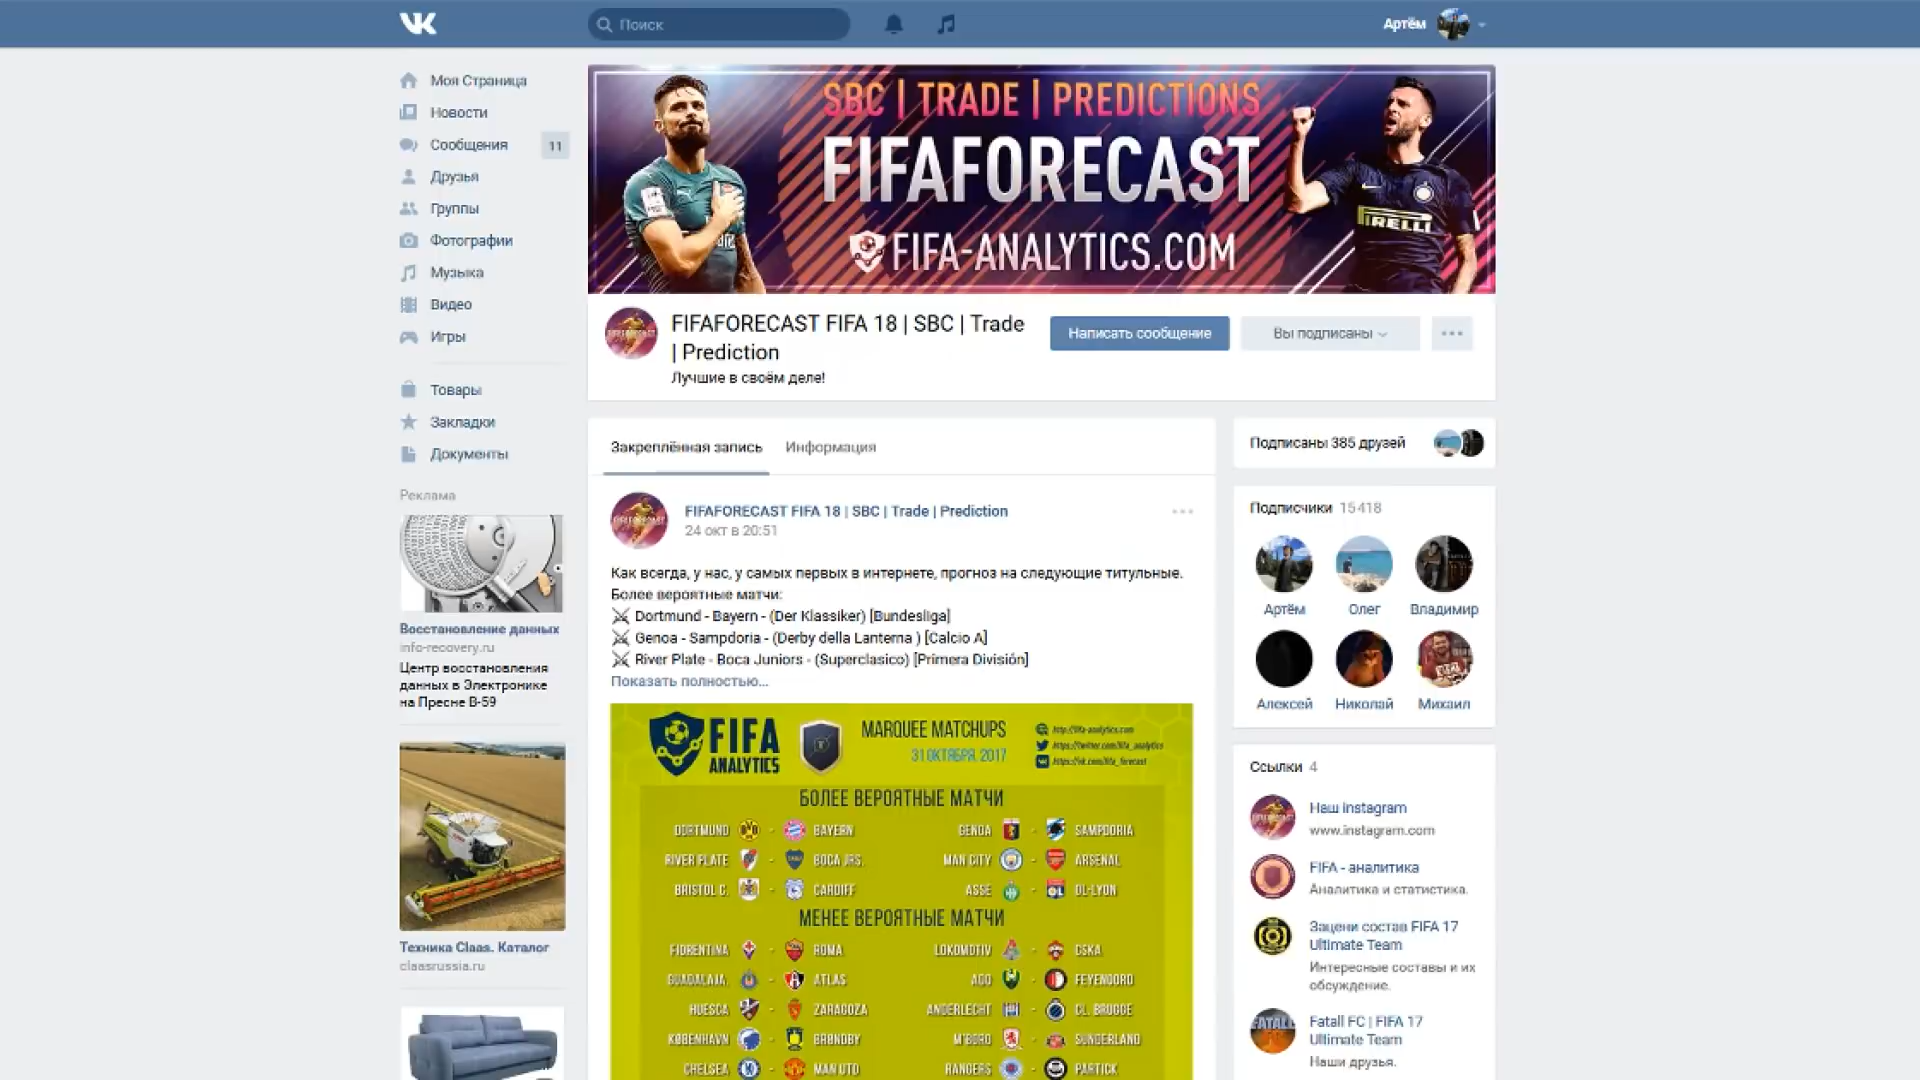 Поиск
Артём
Моя Страница
Новости
Сообщения 11
Друзья
Группы
Фотографии
Музыка
Видео
Игры
Товары
Закладки
Документы
Реклама
Восстановление данных
info-recovery.ru
Центр восстановления
данных в Электронике
на Пресне В-59
Техника Claas. Каталог
claasrussia.ru
SBC | TRADE | PREDICTIONS
FIFAFORECAST
FIFA-ANALYTICS.COM
PIRELLI
FIFAFORECAST FIFA 18 | SBC | Trade
| Prediction
Лучшие в своём деле!
Написать сообщение
Вы подписаны
Закреплённая запись
Информация
FIFAFORECAST FIFA 18 | SBC | Trade | Prediction
24 окт в 20:51
Как всегда, у нас, у самых первых в интернете, прогноз на следующие титульные.
Более вероятные матчи:
Dortmund - Bayern - (Der Klassiker) [Bundesliga]
Genoa - Sampdoria - (Derby della Lanterna ) [Calcio A]
River Plate - Boca Juniors - (Superclasico) [Primera División]
Показать полностью...
FIFA
ANALYTICS
MARQUEE MATCHUPS
31 ОКТЯБРЯ, 2017
http://fifa-analytics.com
https://twitter.com/fifa_analytics
https://vk.com/fifa_forecast
БОЛЕЕ ВЕРОЯТНЫЕ МАТЧИ
DORTMUND - BAYERN
GENOA - SAMPDORIA
RIVER PLATE - BOCA JRS.
MAN CITY - ARSENAL
BRISTOL C. - CARDIFF
ASSE - OL-LYON
МЕНЕЕ ВЕРОЯТНЫЕ МАТЧИ
FIORENTINA - ROMA
LOKOMOTIV - CSKA
GUADALAJA. - ATLAS
ADO - FEYENOORD
HUESCA - ZARAGOZA
ANDERLECHT - CL. BRUGGE
KØBENHAVN - BRØNDBY
M'BORO - SUNDERLAND
CHELSEA - MAN UTD
RANGERS - PARTICK
Подписаны 385 друзей
Подписчики 15 418
Артём
Олег
Владимир
Алексей
Николай
Михаил
Ссылки 4
Наш instagram
www.instagram.com
FIFA - аналитика
Аналитика и статистика.
Зацени состав FIFA 17
Ultimate Team
Интересные составы и их
обсуждение.
FATALL
Fatall FC | FIFA 17
Ultimate Team
Наши друзья.